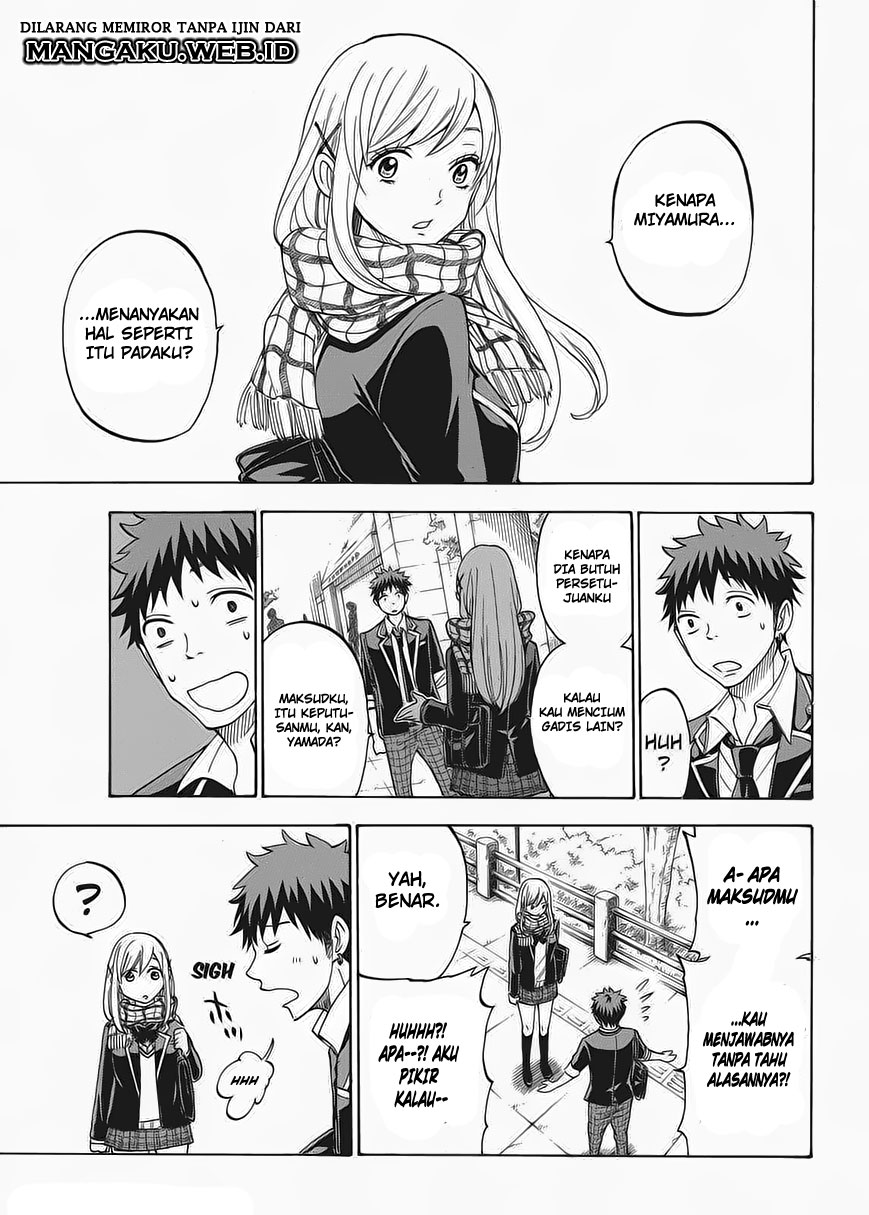 DILARANG MEMIROR TANPA IJIN DARI
MANGAKU.WEB.ID
KENAPA
MIYAMURA...
...MENANYAKAN
HAL SEPERTI
ITU PADAKU?
HUH
?
KENAPA
DIA BUTUH
PERSETU-
JUANKU
KALAU
KAU MENCIUM
GADIS LAIN?
MAKSUDKU,
ITU KEPUTU-
SANMU, KAN,
YAMADA?
A- APA
MAKSUDMU
...
...KAU
MENJAWABNYA
TANPA TAHU
ALASANNYA?!
YAH,
BENAR.
HUHHH?!
APA--?! AKU
PIKIR
KALAU--
?
SIGH
ホッ
HHH